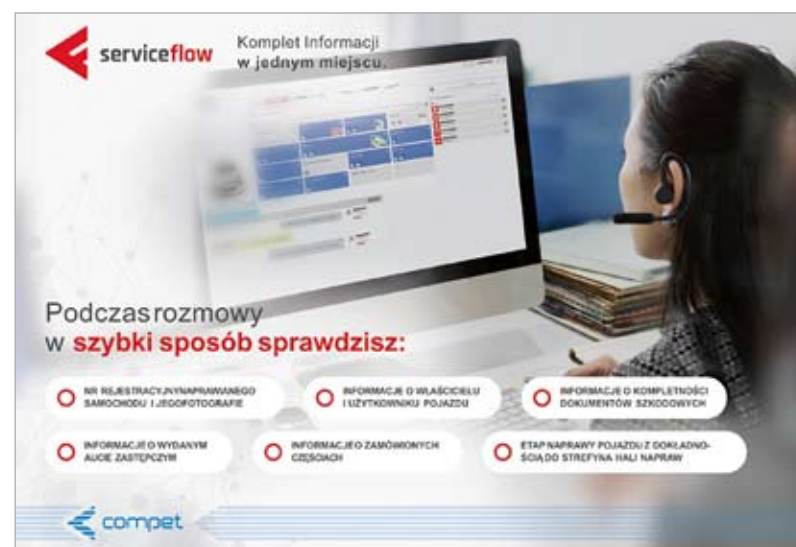 serviceflow
Komplet Informacji
w jednym miejscu.
Podczas rozmowy
w szybki sposób sprawdzisz:
NR REJESTRACYJNY NAPRAWIANEGO
SAMOCHODU I JEGO FOTOGRAFIE
INFORMACJE O WŁAŚCICIELU
I UŻYTKOWNIKU POJAZDU
INFORMACJE O KOMPLETNOŚCI
DOKUMENTÓW SZKODOWYCH
INFORMACJE O WYDANYM
AUCIE ZASTĘPCZYM
INFORMACJE O ZAMÓWIONYCH
CZĘŚCIACH
ETAP NAPRAWY POJAZDU Z DOKŁADNO-
ŚCIĄ DO STREFY NA HALI NAPRAW
compet